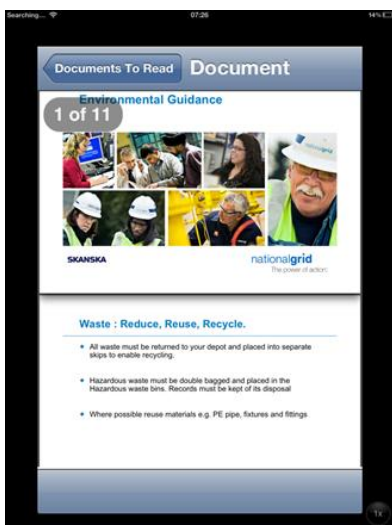 Searching...
07:26
14%
Documents To Read
Document
Environmental Guidance
1 of 11
SKANSKA
nationalgrid
The power of action.
Waste : Reduce, Reuse, Recycle.
All waste must be returned to your depot and placed into separate
skips to enable recycling.
Hazardous waste must be double bagged and placed in the
Hazardous waste bins. Records must be kept of its disposal
Where possible reuse materials e.g. PE pipe, fixtures and fittings
1x